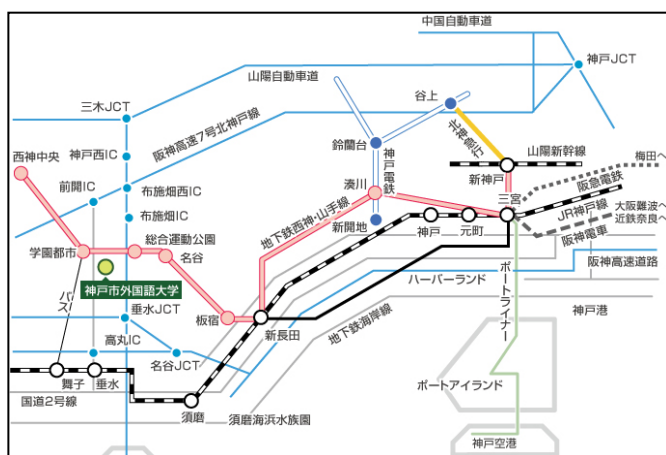 中国自動車道
神戸JCT
山陽自動車道
谷上
三木JCT
阪神高速7号北神戸線
北神急行
鈴蘭台
神戸電鉄
山陽新幹線
神戸西IC
西神中央
梅田へ
前開IC
布施畑西IC
新神戸
阪急電鉄
湊川
三宮
布施畑IC
地下鉄西神・山手線
JR神戸線
大阪難波へ
近鉄奈良へ
新開地
神戸
元町
阪神電車
学園都市
総合運動公園
名谷
阪神高速道路
神戸市外国語大学
ハーバーランド
ポートライナー
バス
垂水JCT
板宿
新長田
地下鉄海岸線
神戸港
高丸IC
名谷JCT
舞子
垂水
ポートアイランド
国道2号線
須磨
須磨海浜水族園
神戸空港